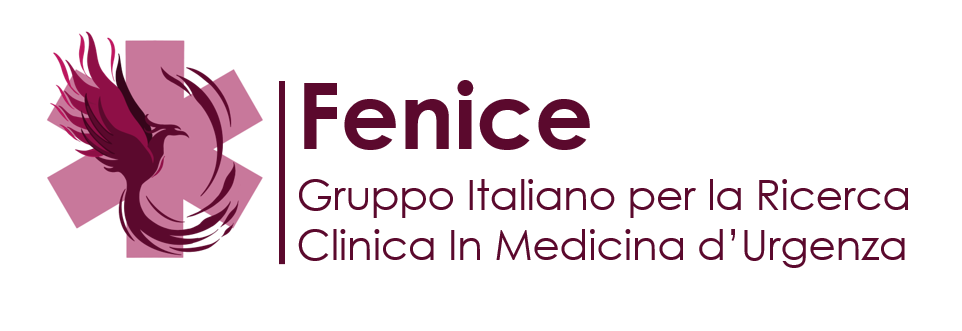 Fenice
Gruppo Italiano per la Ricerca
Clinica In Medicina d’Urgenza